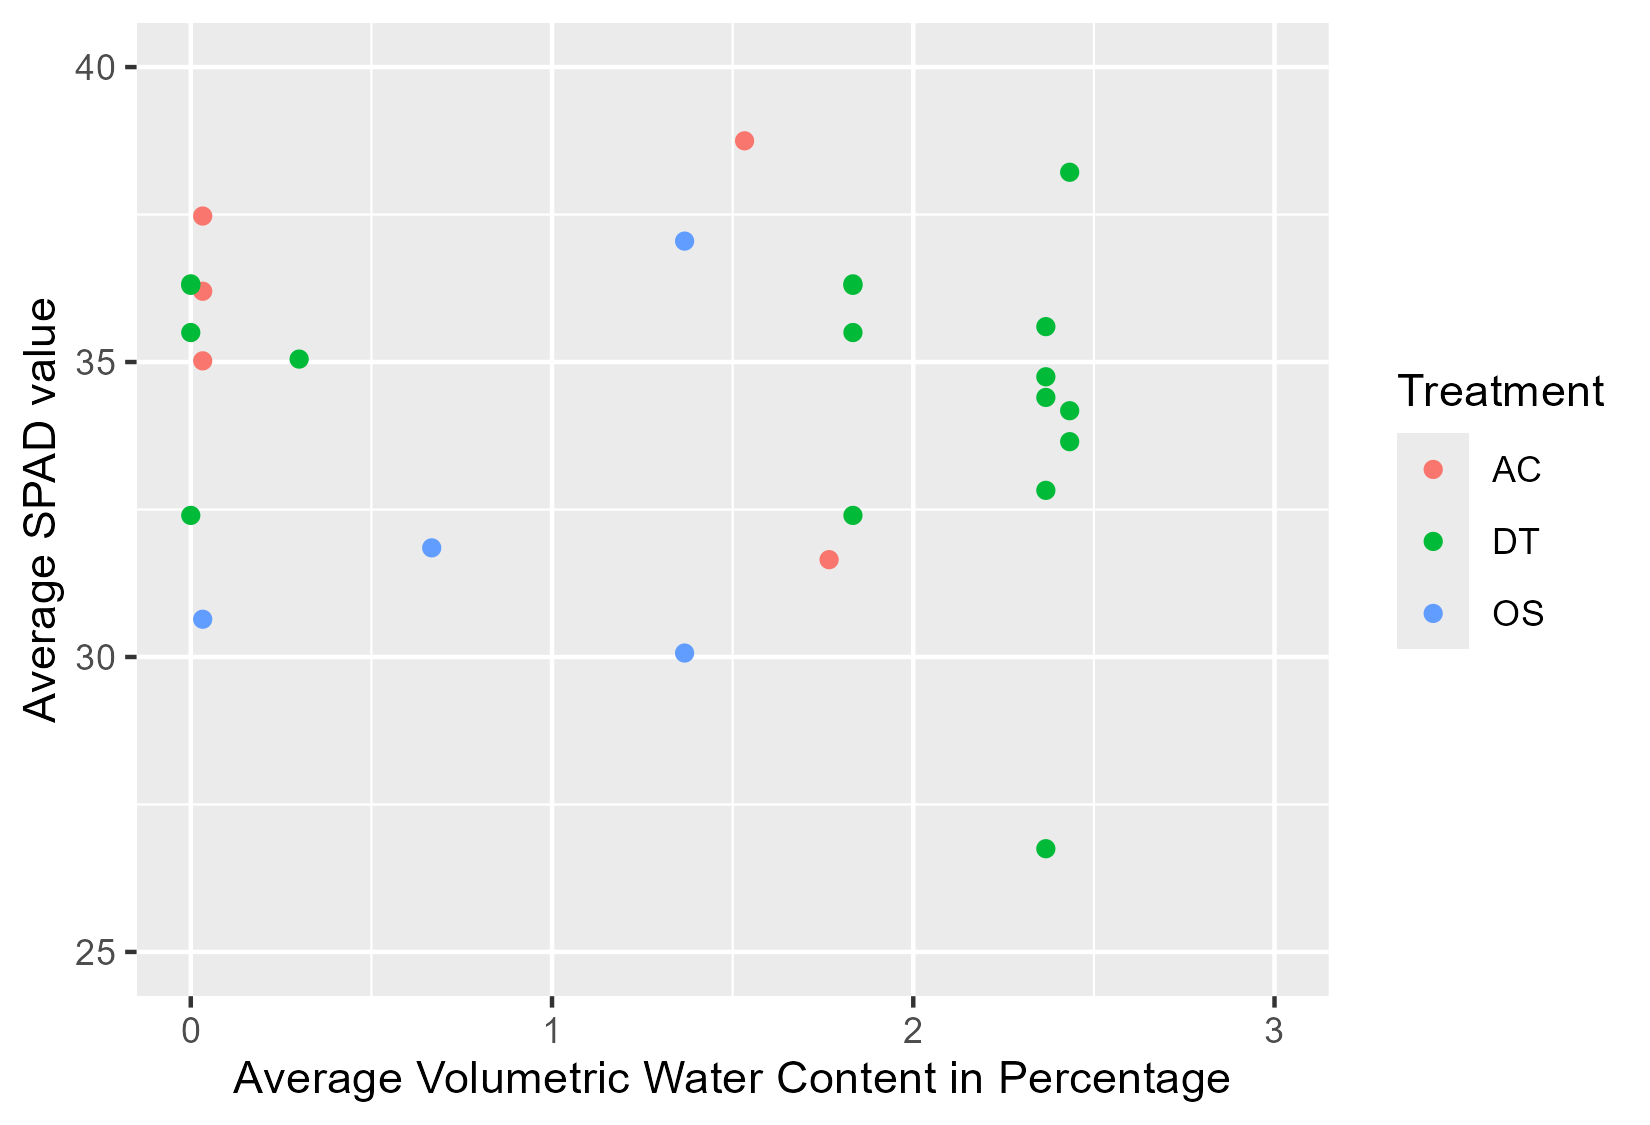 40
35
30
25
Average SPAD value
0 1 2 3
Average Volumetric Water Content in Percentage
Treatment
AC
DT
OS